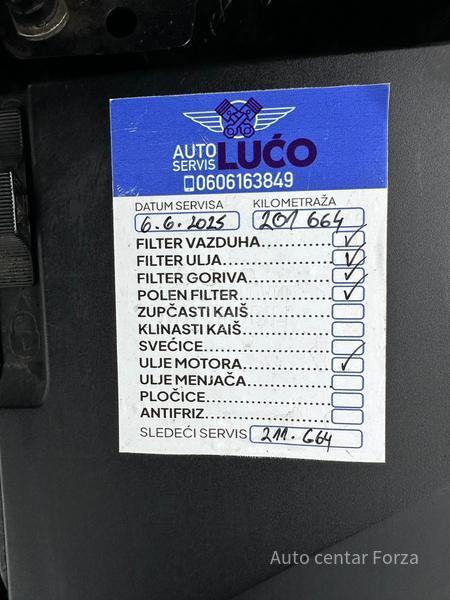 AUTO SERVIS LUĆO
0606163849
DATUM SERVISA KILOMETRAŽA
6.6.2025 201 664
FILTER VAZDUHA..............
FILTER ULJA....................
FILTER GORIVA...............
POLEN FILTER.................
ZUPČASTI KAIŠ...............
KLINASTI KAIŠ................
SVEĆICE........................
ULJE MOTORA................
ULJE MENJAČA...............
PLOČICE........................
ANTIFRIZ.......................
SLEDEĆI SERVIS 211.664
Auto centar Forza